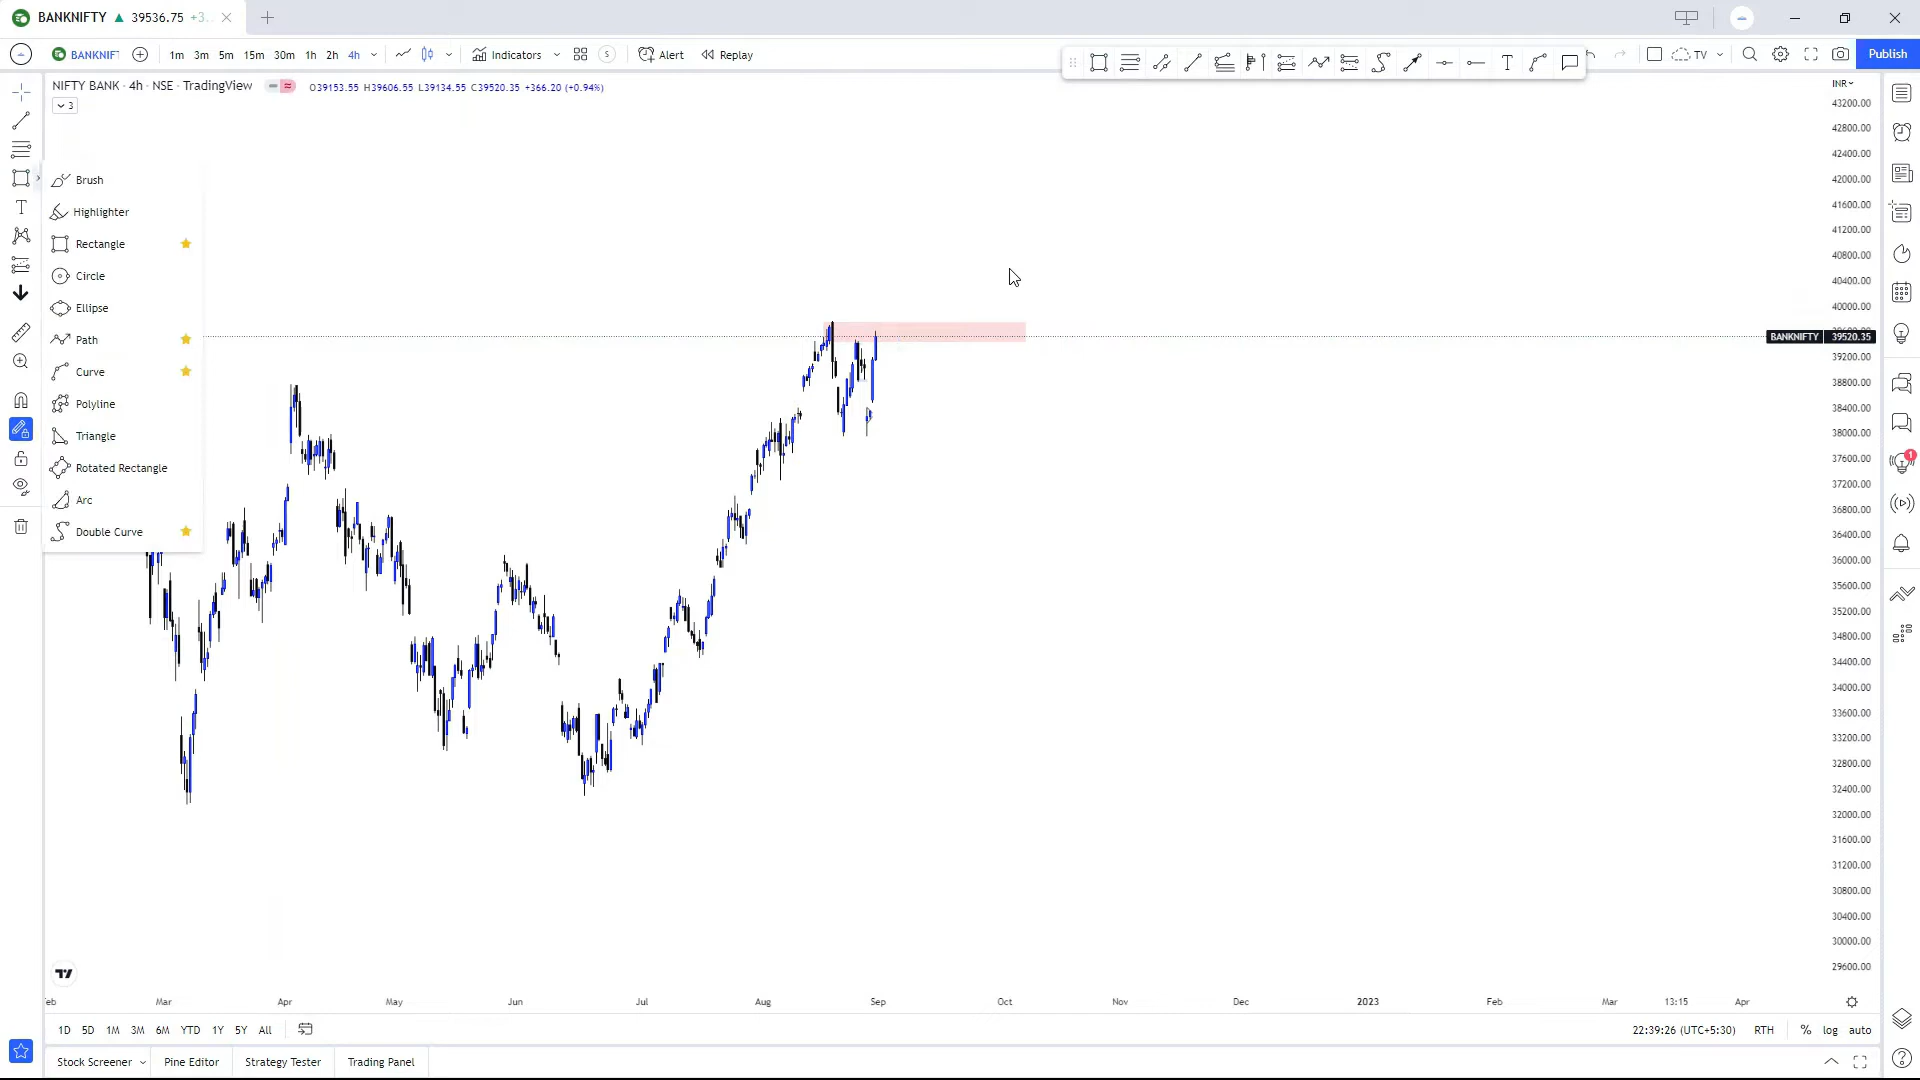 BANKNIFTY ▲ 39536.75 +3...
BANKNIFT 1m 3m 5m 15m 30m 1h 2h 4h Indicators S Alert Replay TV Publish
NIFTY BANK · 4h · NSE · TradingView O39153.55 H39606.55 L39134.55 C39520.35 +366.20 (+0.94%)
3
INR
43200.00
42800.00
42400.00
42000.00
41600.00
41200.00
40800.00
40400.00
40000.00
BANKNIFTY 39520.35
39200.00
38800.00
38400.00
38000.00
37600.00
37200.00
36800.00
36400.00
36000.00
35600.00
35200.00
34800.00
34400.00
34000.00
33600.00
33200.00
32800.00
32400.00
32000.00
31600.00
31200.00
30800.00
30400.00
30000.00
29600.00
Brush
Highlighter
Rectangle
Circle
Ellipse
Path
Curve
Polyline
Triangle
Rotated Rectangle
Arc
Double Curve
1
eb Mar Apr May Jun Jul Aug Sep Oct Nov Dec 2023 Feb Mar 13:15 Apr
1D 5D 1M 3M 6M YTD 1Y 5Y All 22:39:26 (UTC+5:30) RTH % log auto
Stock Screener Pine Editor Strategy Tester Trading Panel